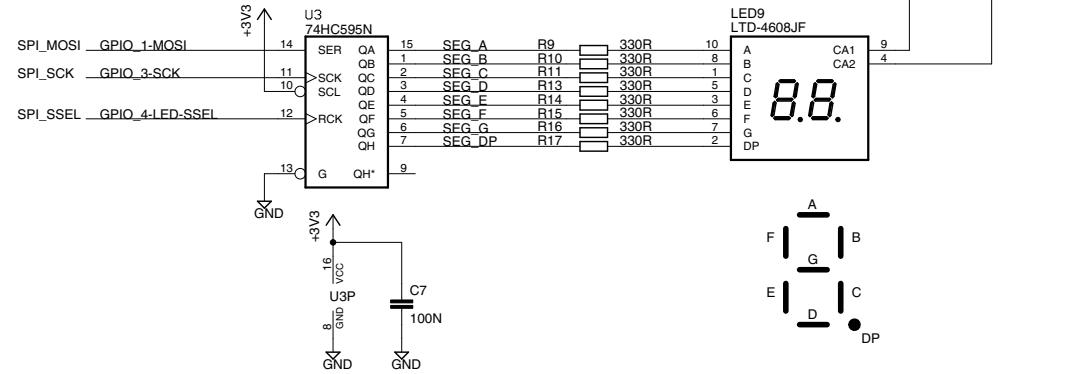 +3V3
U3
74HC595N
LED9
LTD-4608JF
SPI_MOSI GPIO_1-MOSI 14 SER QA 15 SEG_A R9 330R 10 A CA1 9
QB 1 SEG_B R10 330R 8 B CA2 4
SPI_SCK GPIO_3-SCK 11 SCK QC 2 SEG_C R11 330R 1 C
10 SCL QD 3 SEG_D R13 330R 5 D
QE 4 SEG_E R14 330R 3 E
SPI_SSEL GPIO_4-LED-SSEL 12 RCK QF 5 SEG_F R15 330R 6 F
QG 6 SEG_G R16 330R 7 G
QH 7 SEG_DP R17 330R 2 DP
8.8.
13 G QH* 9
GND
+3V3
16 VCC
U3P
8 GND
C7
100N
GND GND
A
F B
G
E C
D
DP